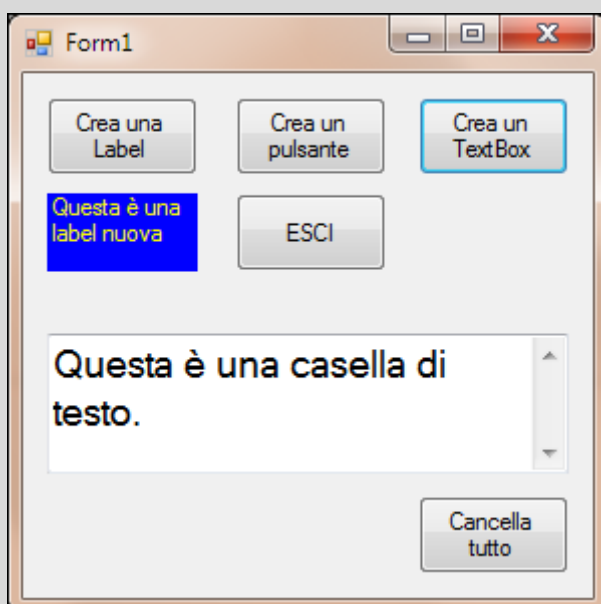 Form1
Crea una
Label
Crea un
pulsante
Crea un
TextBox
Questa è una
label nuova
ESCI
Questa è una casella di
testo.
Cancella
tutto